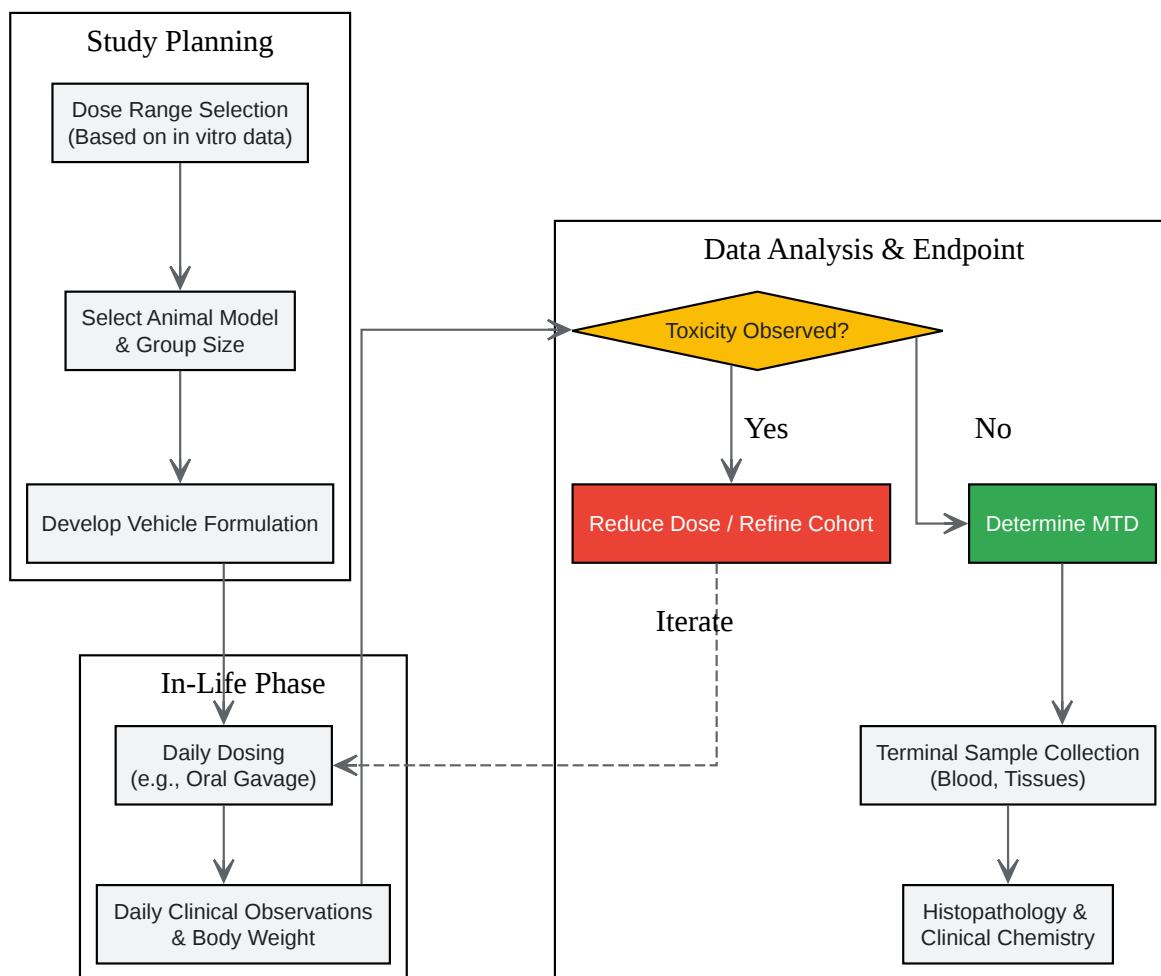 Study Planning
Dose Range Selection
(Based on in vitro data)
Select Animal Model
& Group Size
Develop Vehicle Formulation
In-Life Phase
Daily Dosing
(e.g., Oral Gavage)
Daily Clinical Observations
& Body Weight
Data Analysis & Endpoint
Toxicity Observed?
Yes
No
Reduce Dose / Refine Cohort
Determine MTD
Iterate
Terminal Sample Collection
(Blood, Tissues)
Histopathology &
Clinical Chemistry